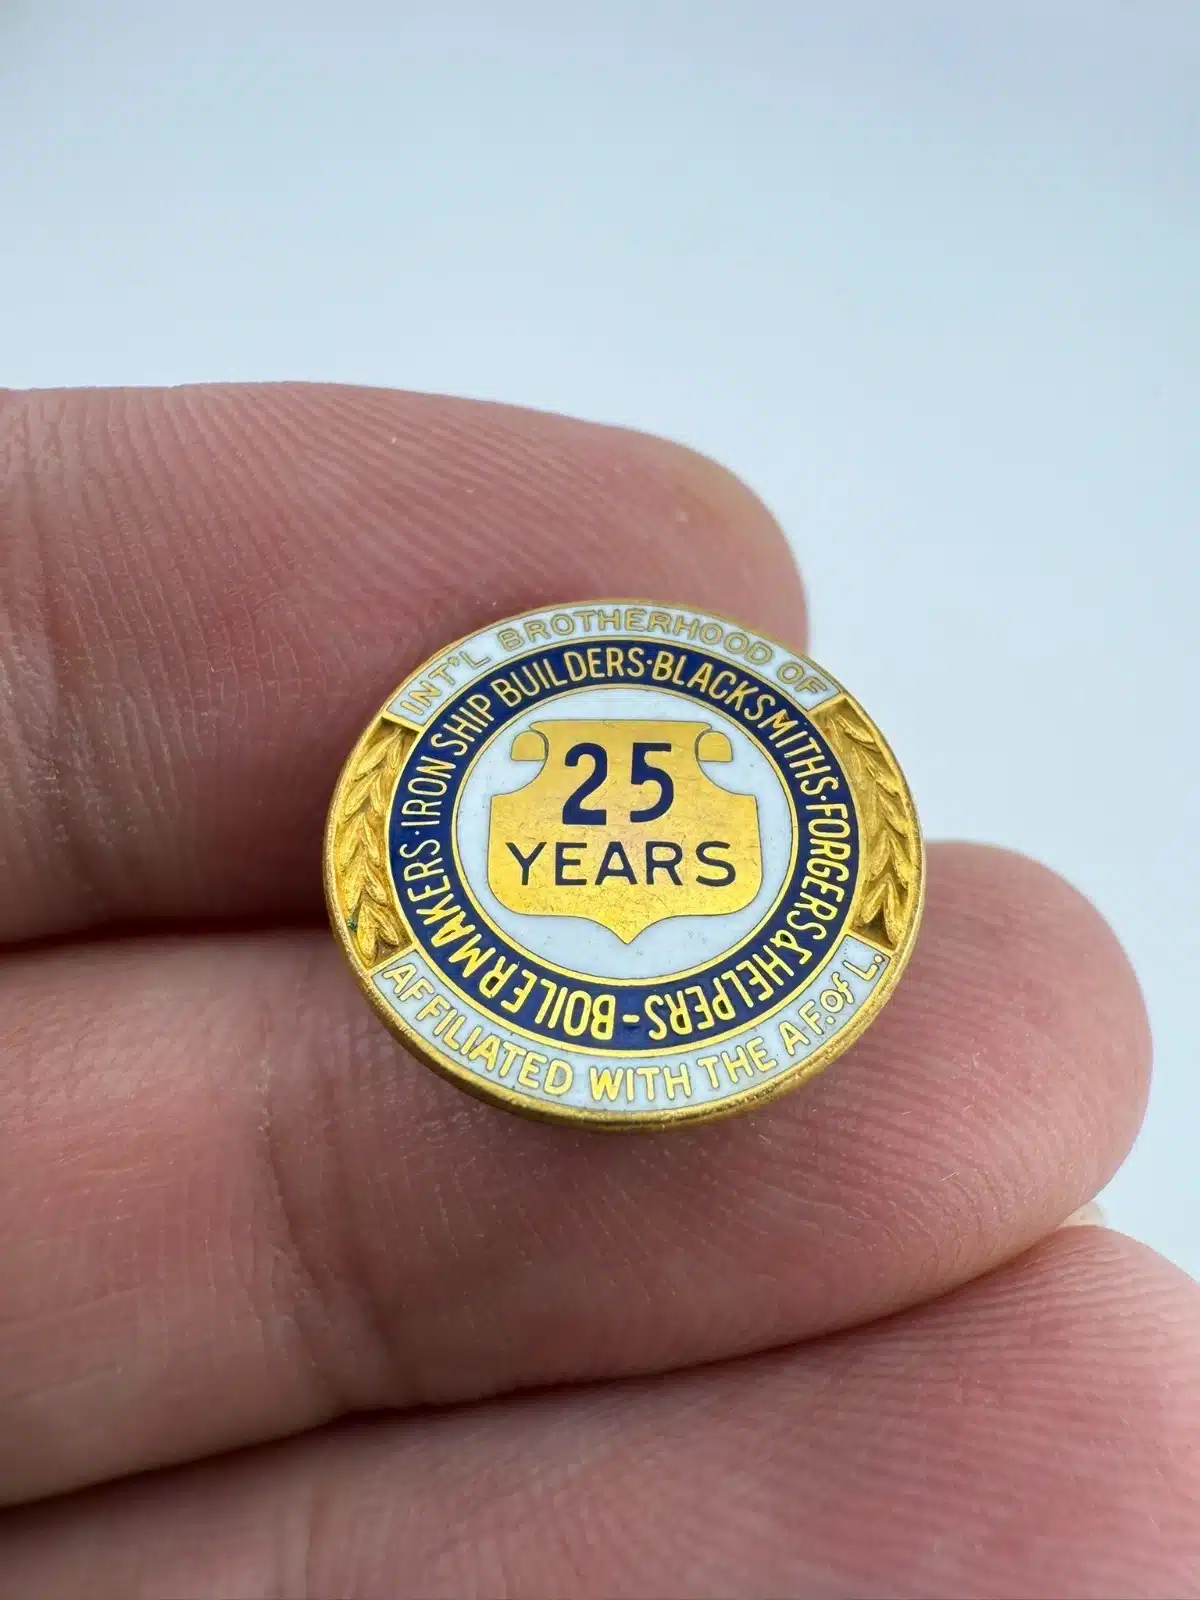 INT'L BROTHERHOOD OF
BOILERMAKERS·IRON SHIP BUILDERS·BLACKSMITHS·FORGERS & HELPERS-
25
YEARS
AFFILIATED WITH THE A.F. of L.